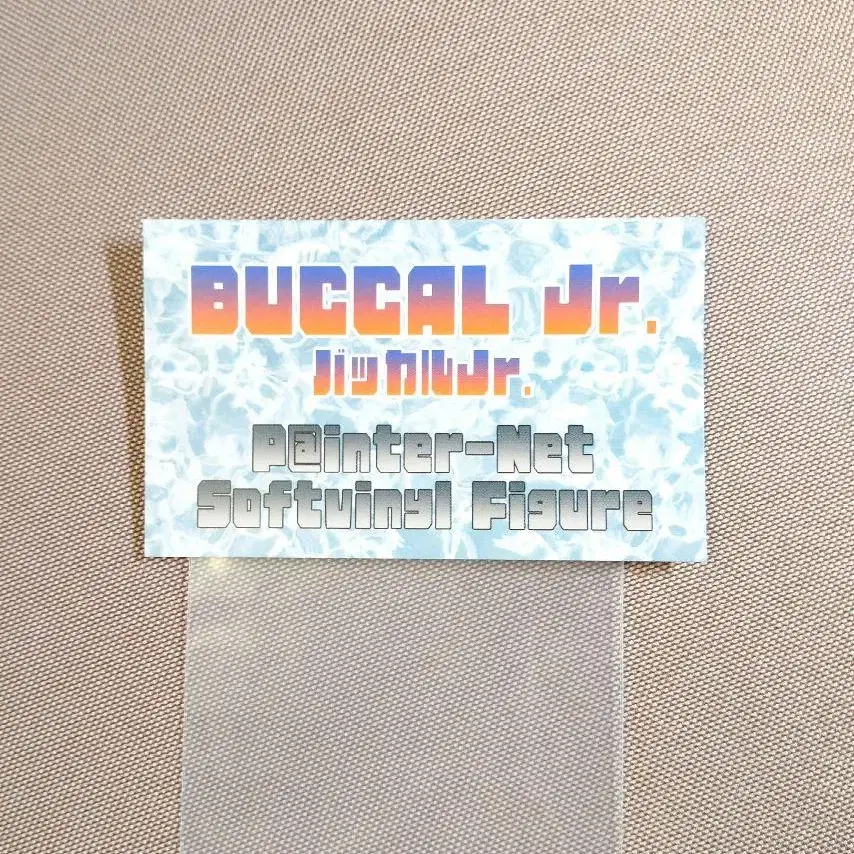 BUCCAL Jr.
バッカルJr.
P@inter-Net
Softvinyl Figure